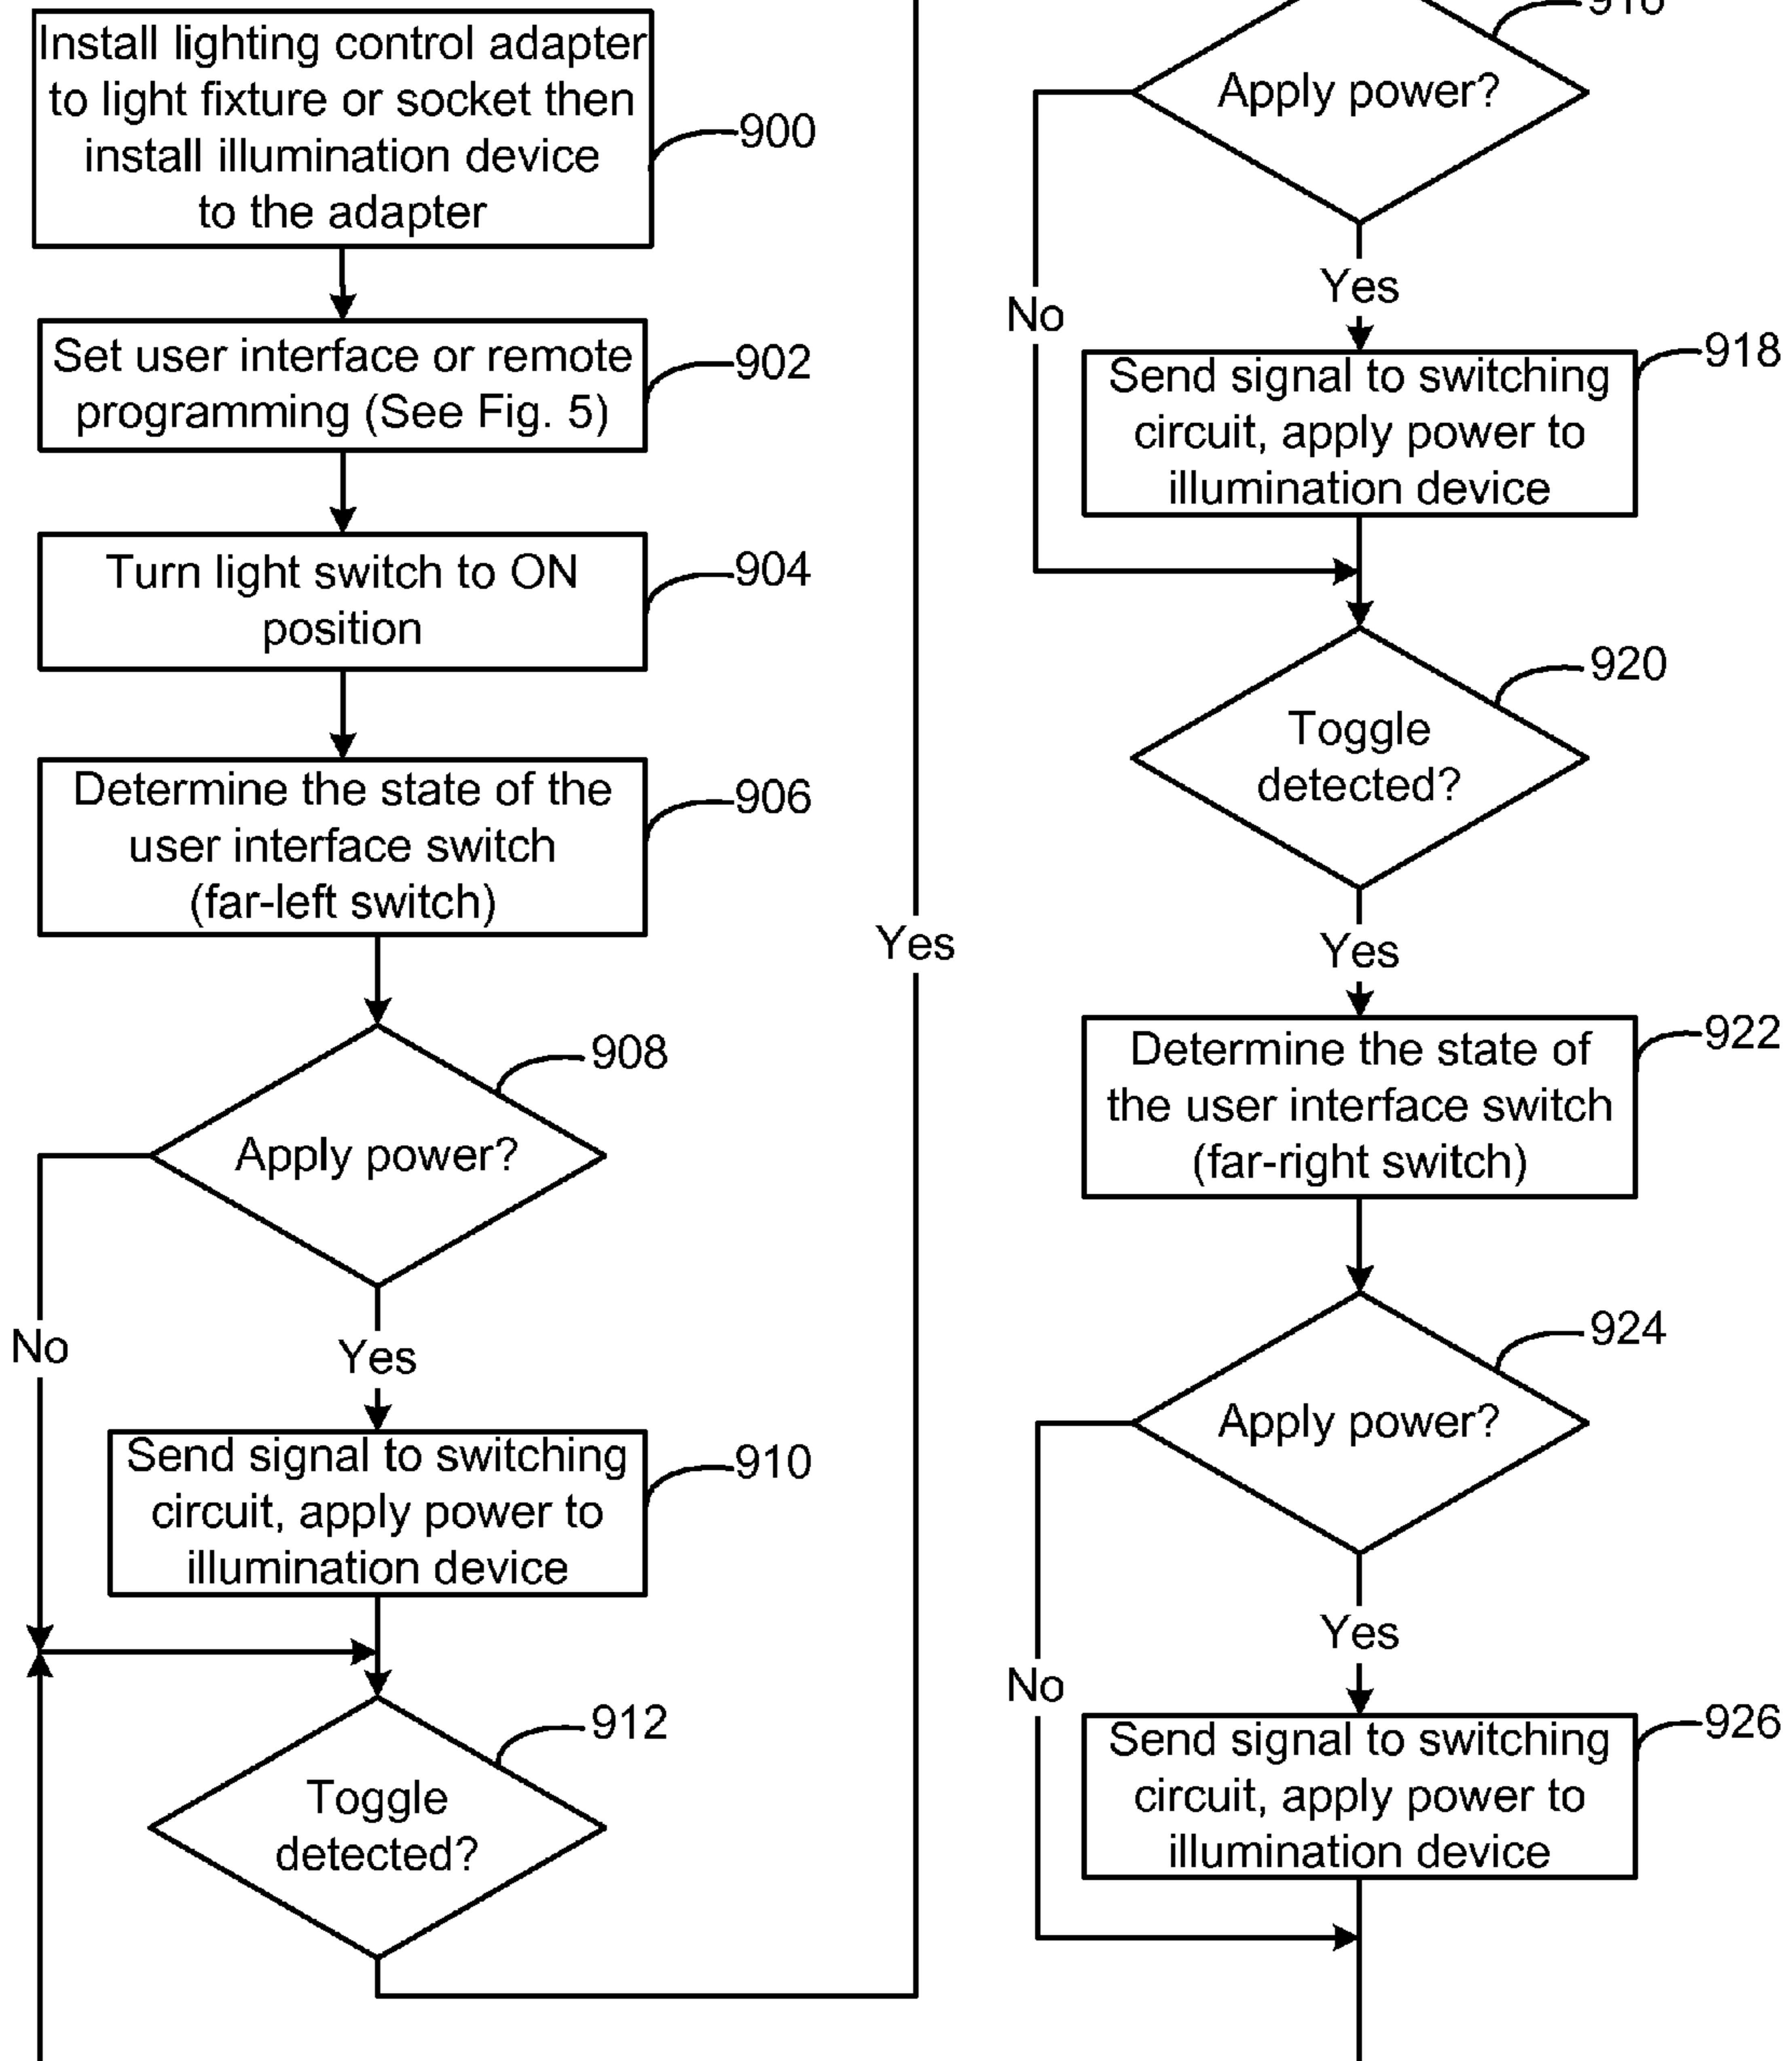 Install lighting control adapter
to light fixture or socket then
install illumination device
to the adapter
900
Set user interface or remote
programming (See Fig. 5)
902
Turn light switch to ON
position
904
Determine the state of the
user interface switch
(far-left switch)
906
Apply power?
908
No
Yes
Send signal to switching
circuit, apply power to
illumination device
910
Toggle
detected?
912
Yes
Apply power?
No
Yes
Send signal to switching
circuit, apply power to
illumination device
918
Toggle
detected?
920
Yes
Determine the state of
the user interface switch
(far-right switch)
922
Apply power?
924
No
Yes
Send signal to switching
circuit, apply power to
illumination device
926